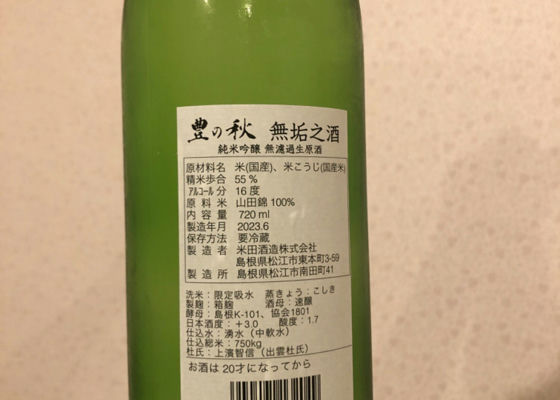 豊の秋 無垢之酒
純米吟醸 無濾過生原酒
原材料名 米(国産)、米こうじ(国産米)
精米歩合 55%
アルコール分 16度
原料米 山田錦100%
内容量 720ml
製造年月 2023.6
保存方法 要冷蔵
製造者 米田酒造株式会社
島根県松江市東本町3-59
製造所 島根県松江市南田町41
洗米：限定吸水 蒸きょう：こしき
製麹：箱麹 酒母：速醸
酵母：島根K-101、協会1801
日本酒度：+3.0 酸度：1.7
仕込水：湧水（中軟水）
仕込総米：750kg
杜氏：上濱智信（出雲杜氏）
お酒は20才になってから